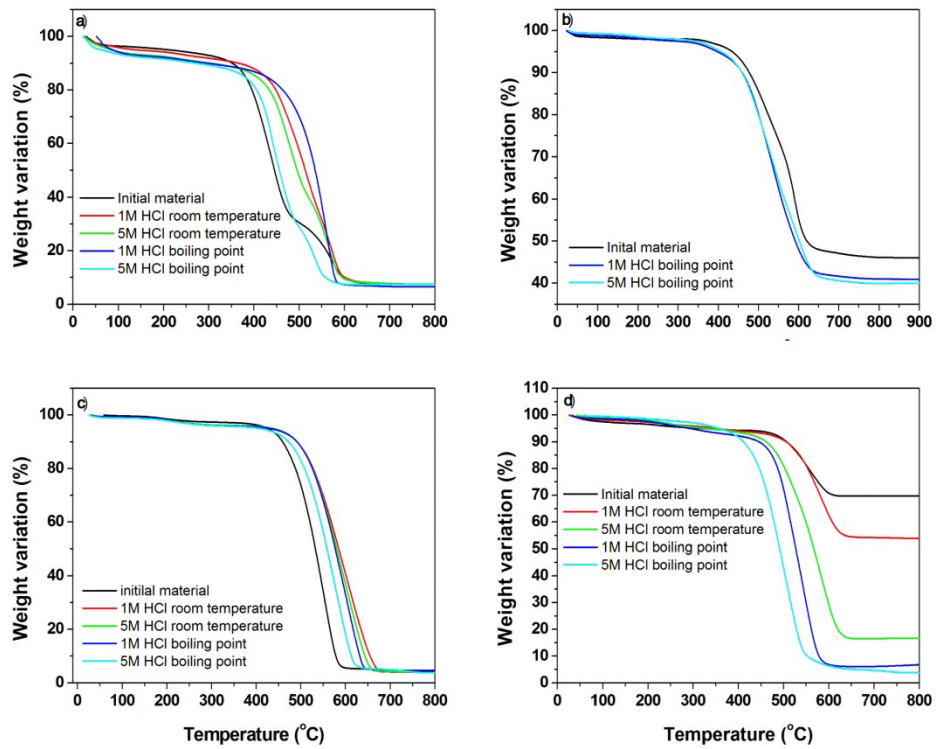 a)
Weight variation (%)
100
80
60
40
20
0
Initial material
1M HCl room temperature
5M HCl room temperature
1M HCl boiling point
5M HCl boiling point
0 100 200 300 400 500 600 700 800
b)
Weight variation (%)
100
90
80
70
60
50
40
Inital material
1M HCl boiling point
5M HCl boiling point
0 100 200 300 400 500 600 700 800 900
c)
Weight variation (%)
100
80
60
40
20
0
initilal material
1M HCl room temperature
5M HCl room temperature
1M HCl boiling point
5M HCl boiling point
0 100 200 300 400 500 600 700 800
Temperature (°C)
d)
Weight variation (%)
110
100
90
80
70
60
50
40
30
20
10
0
Initial material
1M HCl room temperature
5M HCl room temperature
1M HCl boiling point
5M HCl boiling point
0 100 200 300 400 500 600 700 800
Temperature (°C)